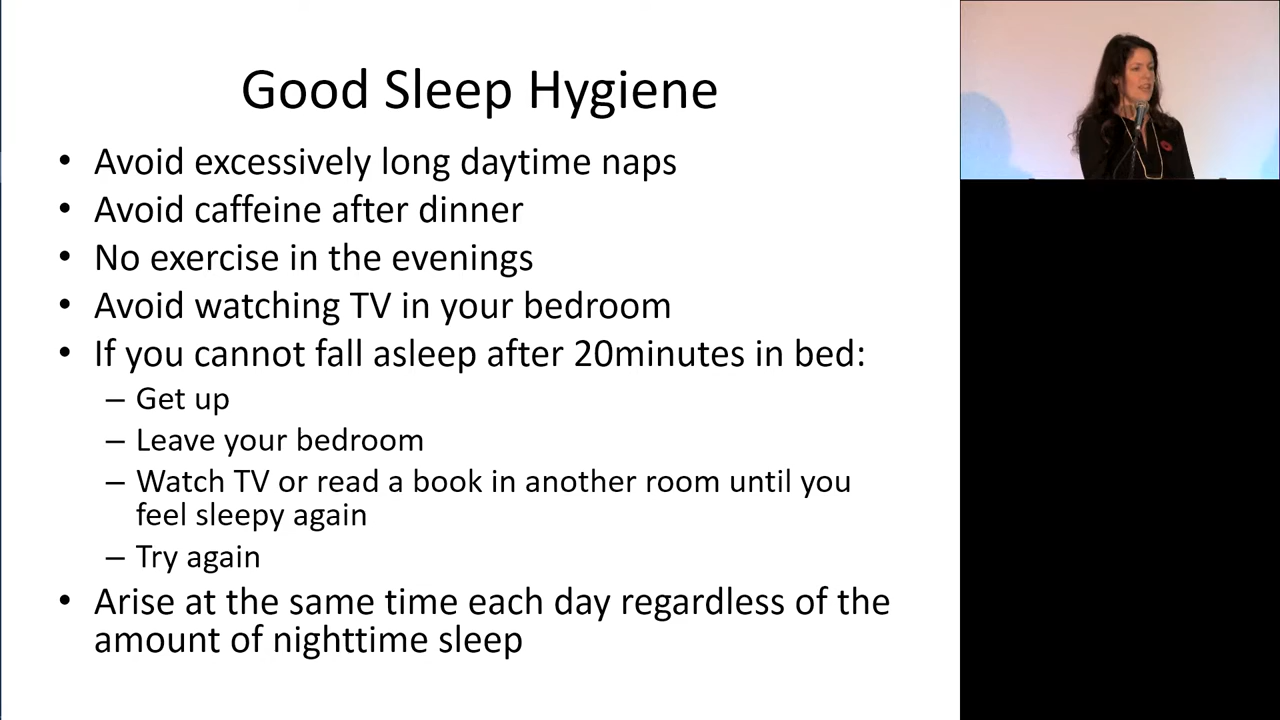 Good Sleep Hygiene
• Avoid excessively long daytime naps
• Avoid caffeine after dinner
• No exercise in the evenings
• Avoid watching TV in your bedroom
• If you cannot fall asleep after 20minutes in bed:
– Get up
– Leave your bedroom
– Watch TV or read a book in another room until you
feel sleepy again
– Try again
• Arise at the same time each day regardless of the
amount of nighttime sleep